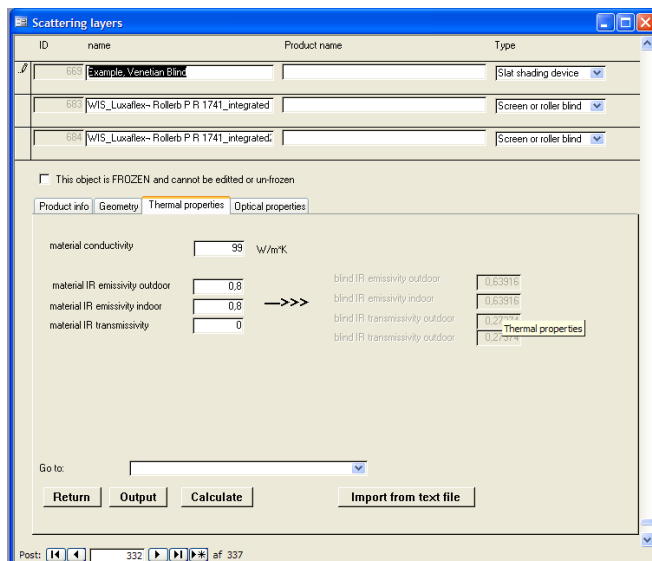 Scattering layers
ID name Product name Type
669 Example, Venetian Blind Slat shading device
683 WIS_Luxaflex¬ Rollerb P R 1741_integrated Screen or roller blind
684 WIS_Luxaflex¬ Rollerb P R 1741_integrated; Screen or roller blind
This object is FROZEN and cannot be editted or un-frozen
Product info Geometry Thermal properties Optical properties
material conductivity 99 W/m*K
material IR emissivity outdoor 0,8 blind IR emissivity outdoor 0,63916
material IR emissivity indoor 0,8 —>>> blind IR emissivity indoor 0,63916
material IR transmissivity 0 blind IR transmissivity outdoor 0,27374
Thermal properties
blind IR transmissivity outdoor 0,27374
Go to:
Return Output Calculate Import from text file
Post: 332 af 337